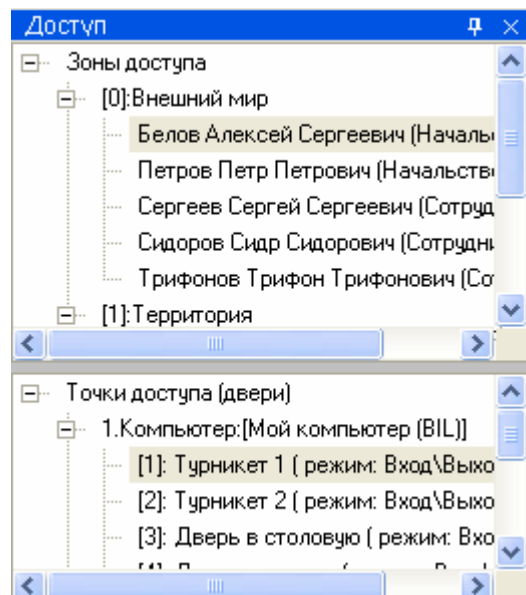 Доступ
Зоны доступа
[0]:Внешний мир
Белов Алексей Сергеевич (Началь
Петров Петр Петрович (Начальств
Сергеев Сергей Сергеевич (Сотруд
Сидоров Сидр Сидорович (Сотрудн
Трифонов Трифон Трифонович (Со
[1]:Территория
Точки доступа (двери)
1.Компьютер:[Мой компьютер (BIL)]
[1]: Турникет 1 ( режим: Вход\Выхо
[2]: Турникет 2 ( режим: Вход\Выхо
[3]: Дверь в столовую ( режим: Вхо